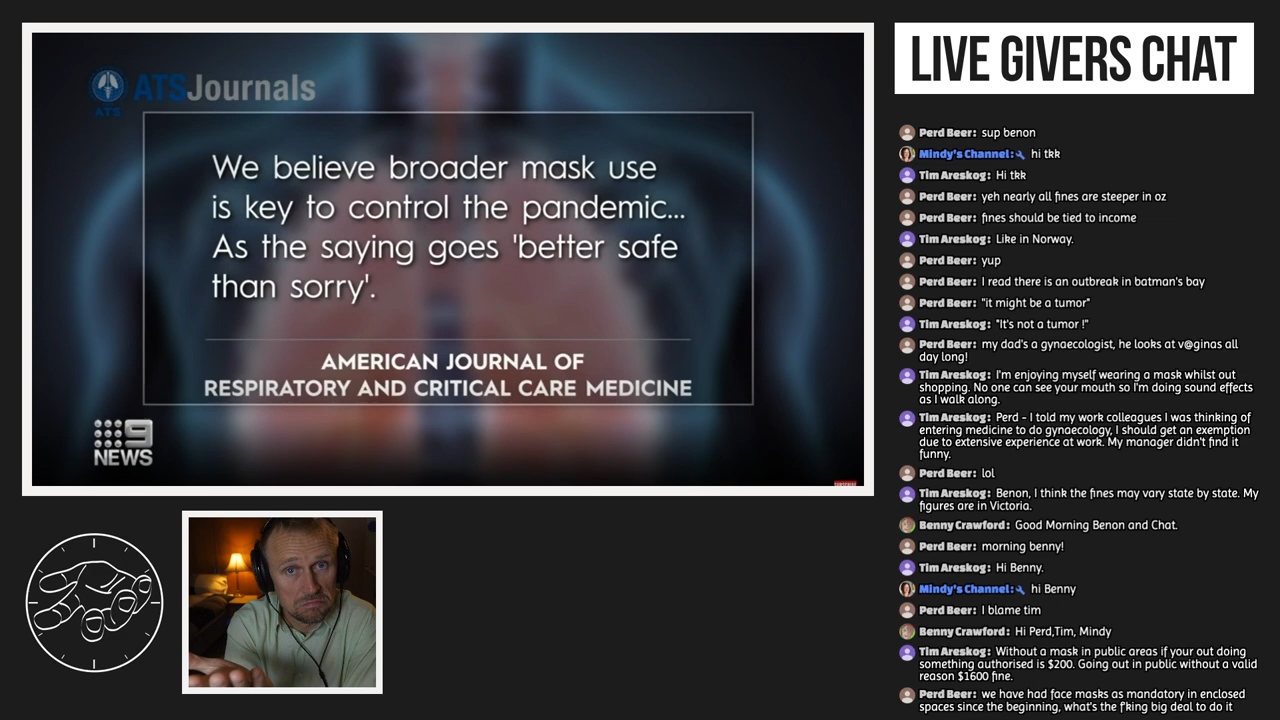 ATSJournals
ATS
We believe broader mask use
is key to control the pandemic...
As the saying goes 'better safe
than sorry'.
AMERICAN JOURNAL OF
RESPIRATORY AND CRITICAL CARE MEDICINE
9
NEWS
SUBSCRIBE
LIVE GIVERS CHAT
Perd Beer: sup benon
Mindy's Channel: hi tkk
Tim Areskog: Hi tkk
Perd Beer: yeh nearly all fines are steeper in oz
Perd Beer: fines should be tied to income
Tim Areskog: Like in Norway.
Perd Beer: yup
Perd Beer: I read there is an outbreak in batman's bay
Perd Beer: "it might be a tumor"
Tim Areskog: "It's not a tumor !"
Perd Beer: my dad's a gynaecologist, he looks at v@ginas all
day long!
Tim Areskog: I'm enjoying myself wearing a mask whilst out
shopping. No one can see your mouth so I'm doing sound effects
as I walk along.
Tim Areskog: Perd - I told my work colleagues I was thinking of
entering medicine to do gynaecology, I should get an exemption
due to extensive experience at work. My manager didn't find it
funny.
Perd Beer: lol
Tim Areskog: Benon, I think the fines may vary state by state. My
figures are in Victoria.
Benny Crawford: Good Morning Benon and Chat.
Perd Beer: morning benny!
Tim Areskog: Hi Benny.
Mindy's Channel: hi Benny
Perd Beer: I blame tim
Benny Crawford: Hi Perd,Tim, Mindy
Tim Areskog: Without a mask in public areas if your out doing
something authorised is $200. Going out in public without a valid
reason $1600 fine.
Perd Beer: we have had face masks as mandatory in enclosed
spaces since the beginning, what's the f'king big deal to do it